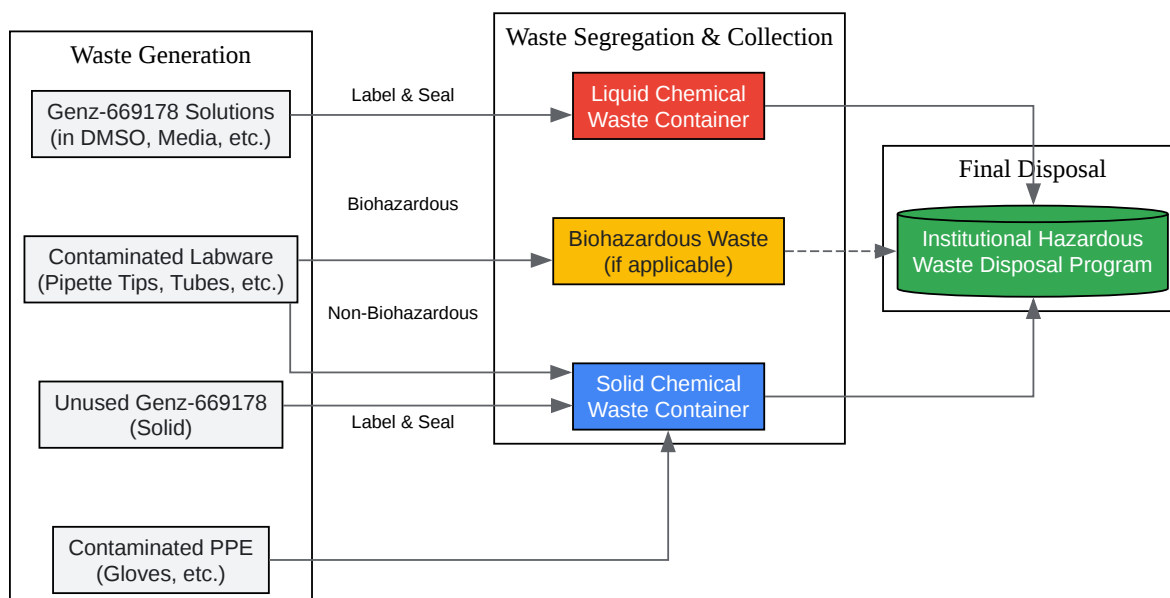 Waste Generation
Genz-669178 Solutions
(in DMSO, Media, etc.)
Contaminated Labware
(Pipette Tips, Tubes, etc.)
Unused Genz-669178
(Solid)
Contaminated PPE
(Gloves, etc.)
Label & Seal
Biohazardous
Non-Biohazardous
Label & Seal
Waste Segregation & Collection
Liquid Chemical
Waste Container
Biohazardous Waste
(if applicable)
Solid Chemical
Waste Container
Final Disposal
Institutional Hazardous
Waste Disposal Program